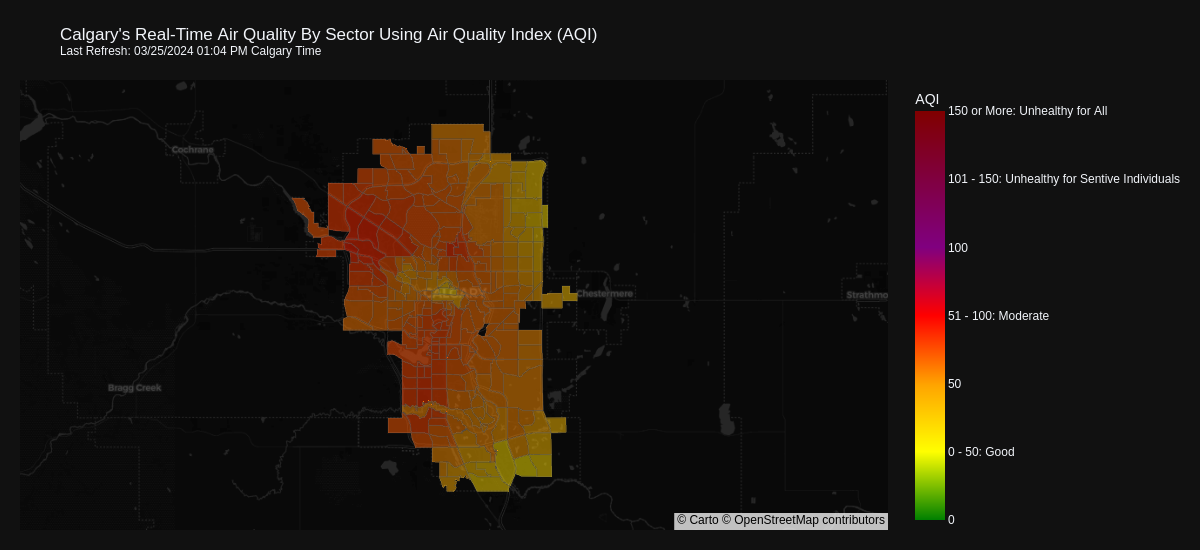 Calgary's Real-Time Air Quality By Sector Using Air Quality Index (AQI)
Last Refresh: 03/25/2024 01:04 PM Calgary Time
AQI
150 or More: Unhealthy for All
101 - 150: Unhealthy for Sentive Individuals
100
51 - 100: Moderate
50
0 - 50: Good
0
Cochrane
CALGARY
Chestermere
Strathmo
Bragg Creek
© Carto © OpenStreetMap contributors